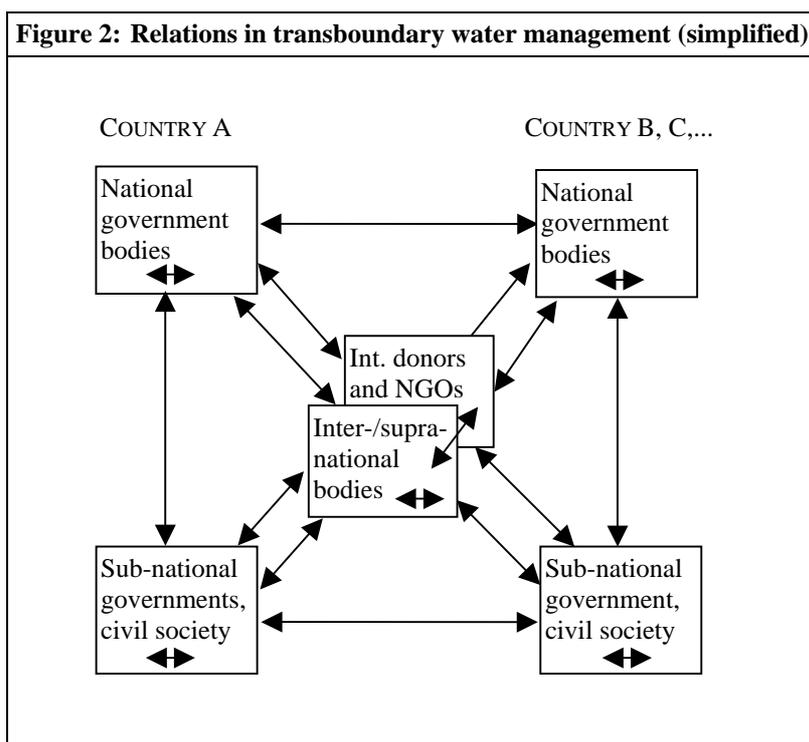 Figure 2: Relations in transboundary water management (simplified)
COUNTRY A
COUNTRY B, C,...
National
government
bodies
National
government
bodies
Int. donors
and NGOs
Inter-/supra-
national
bodies
Sub-national
governments,
civil society
Sub-national
government,
civil society